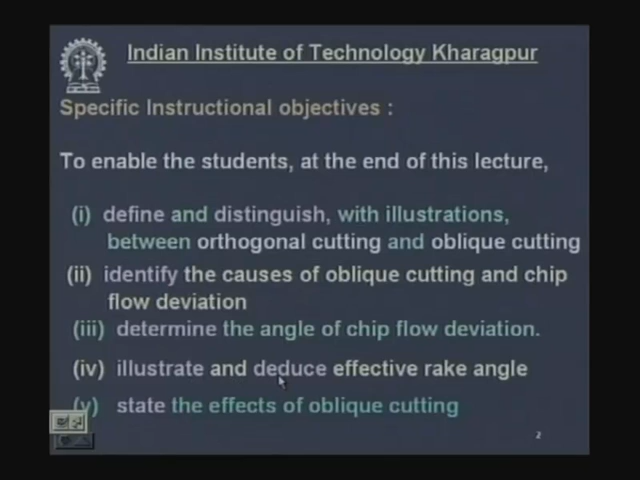 Indian Institute of Technology Kharagpur
Specific Instructional objectives :
To enable the students, at the end of this lecture,
(i) define and distinguish, with illustrations,
between orthogonal cutting and oblique cutting
(ii) identify the causes of oblique cutting and chip
flow deviation
(iii) determine the angle of chip flow deviation.
(iv) illustrate and deduce effective rake angle
(v) state the effects of oblique cutting
2